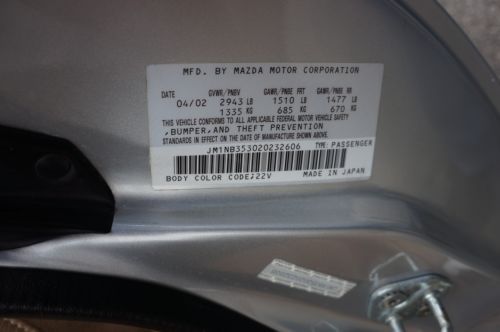 MFD. BY MAZDA MOTOR CORPORATION
DATE GVWR/PNBV GAWR/PNBE FRT GAWR/PNBE RR
04/02 2943 LB 1510 LB 1477 LB
1335 KG 685 KG 670 KG
THIS VEHICLE CONFORMS TO ALL APPLICABLE FEDERAL MOTOR VEHICLE SAFETY
,BUMPER,AND THEFT PREVENTION
STANDARDS IN EFFECT ON THE DATE OF MANUFACTURE SHOWN ABOVE.
JM1NB353020232606 TYPE: PASSENGER
BODY COLOR CODE:22V MADE IN JAPAN